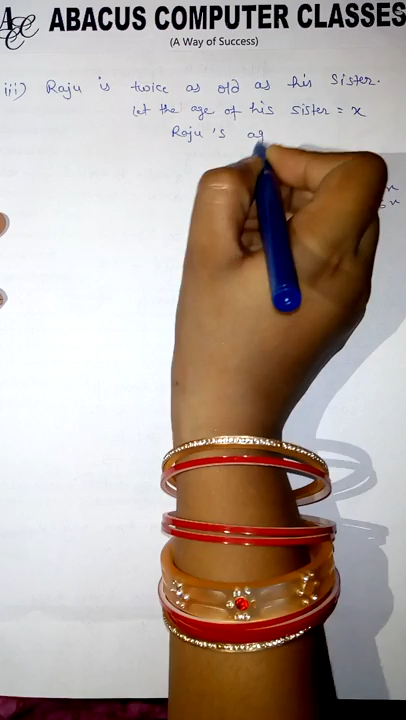 ACC ABACUS COMPUTER CLASSES
(A Way of Success)
iii) Raju is twice as old as his sister.
Let the age of his sister = x
Raju's ag
x
x